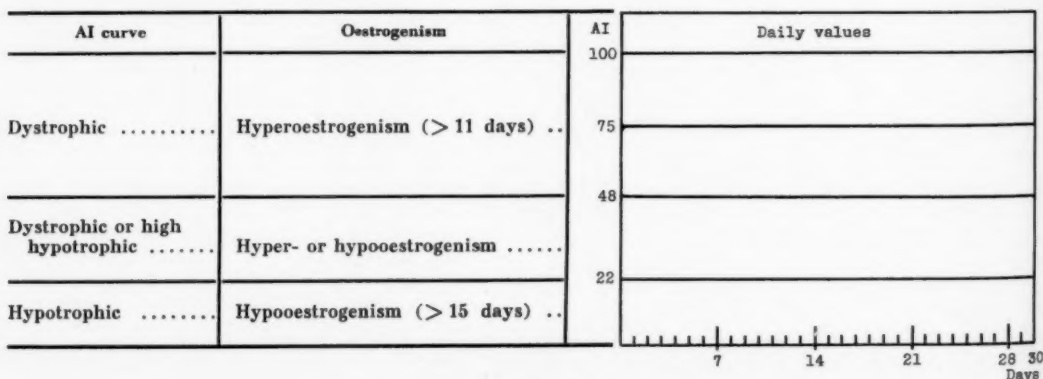 AI curve Oestrogenism AI Daily values
100
Dystrophic .......... Hyperoestrogenism (> 11 days) .. 75
48
Dystrophic or high
hypotrophic ....... Hyper- or hypooestrogenism ......
22
Hypotrophic ........ Hypooestrogenism (> 15 days) ..
7 14 21 28 30
Days